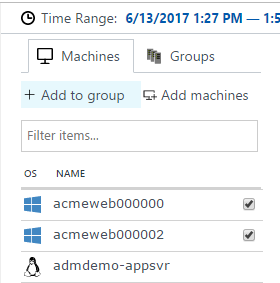 Time Range: 6/13/2017 1:27 PM — 1:5
Machines Groups
+ Add to group Add machines
Filter items...
OS NAME
acmeweb000000
acmeweb000002
admdemo-appsvr